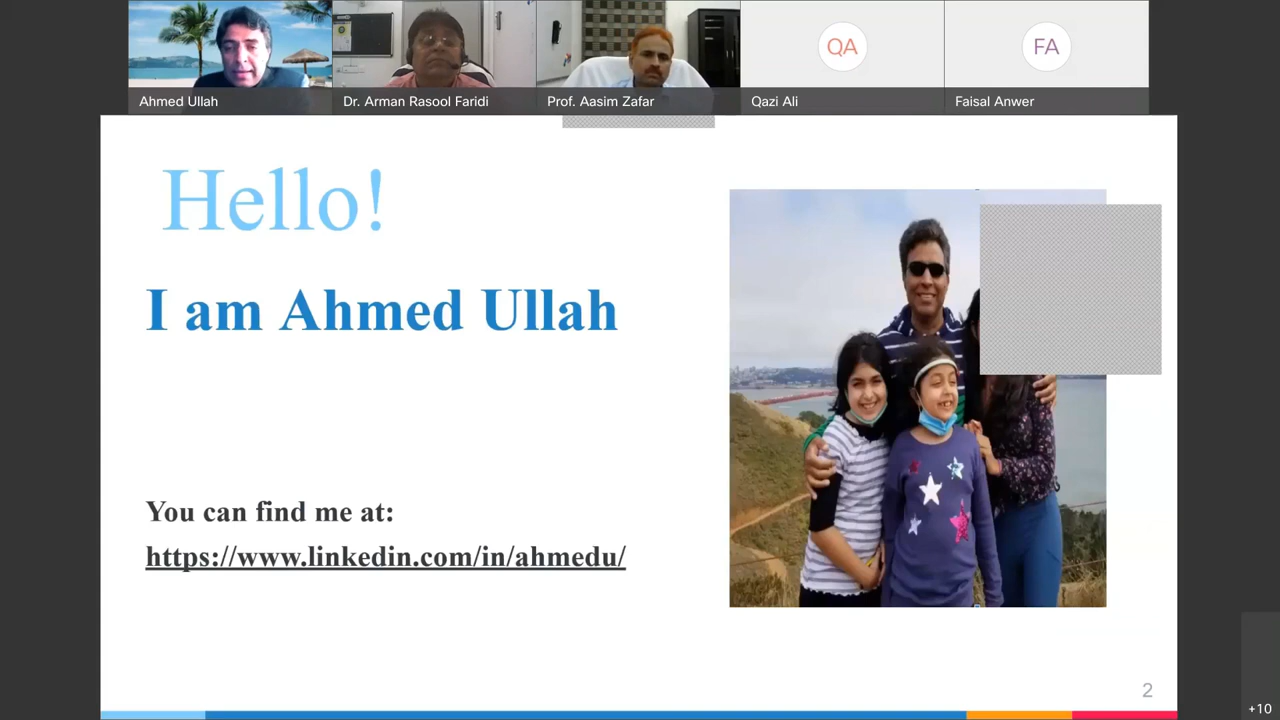 Ahmed Ullah
Dr. Arman Rasool Faridi
Prof. Aasim Zafar
QA
Qazi Ali
FA
Faisal Anwer
Hello!
I am Ahmed Ullah
You can find me at:
https://www.linkedin.com/in/ahmedu/
2
+10